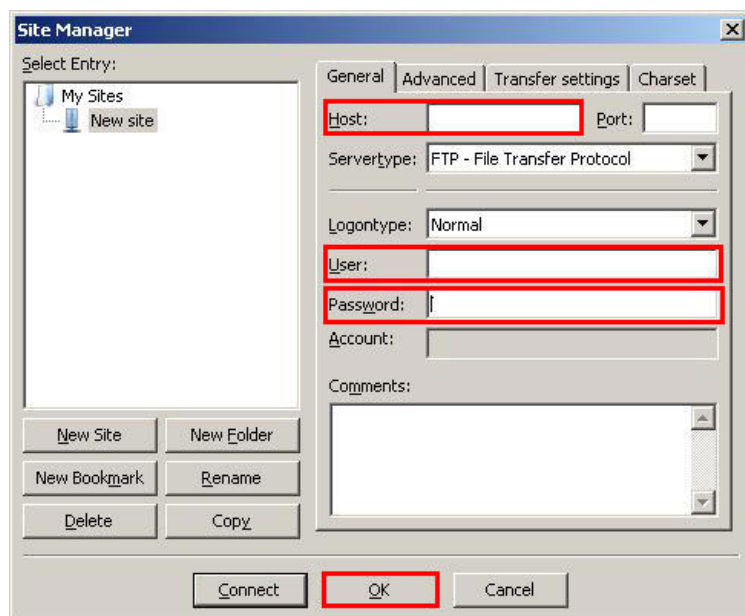 Site Manager
Select Entry:
My Sites
New site
New Site
New Folder
New Bookmark
Rename
Delete
Copy
General
Advanced
Transfer settings
Charset
Host:
Port:
Servertype:
FTP - File Transfer Protocol
Logontype:
Normal
User:
Password:
Account:
Comments:
Connect
OK
Cancel